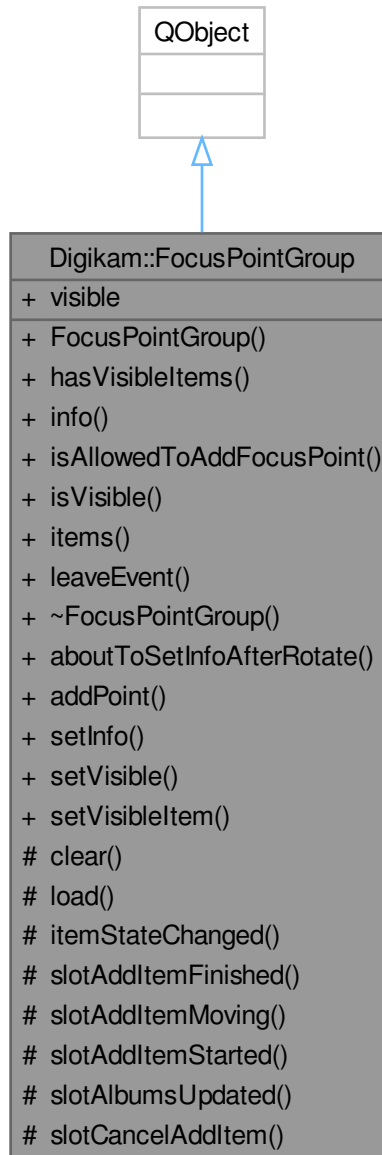 QObject
Digikam::FocusPointGroup
+ visible
+ FocusPointGroup()
+ hasVisibleItems()
+ info()
+ isAllowedToAddFocusPoint()
+ isVisible()
+ items()
+ leaveEvent()
+ ~FocusPointGroup()
+ aboutToSetInfoAfterRotate()
+ addPoint()
+ setInfo()
+ setVisible()
+ setVisibleItem()
# clear()
# load()
# itemStateChanged()
# slotAddItemFinished()
# slotAddItemMoving()
# slotAddItemStarted()
# slotAlbumsUpdated()
# slotCancelAddItem()